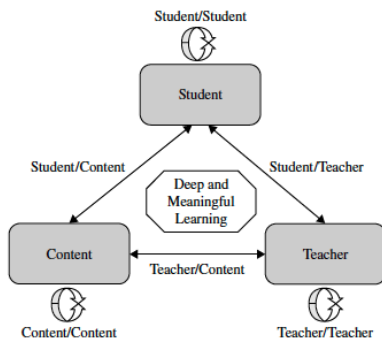 Student/Student
Student
Student/Content
Student/Teacher
Deep and
Meaningful
Learning
Content
Teacher
Teacher/Content
Content/Content
Teacher/Teacher